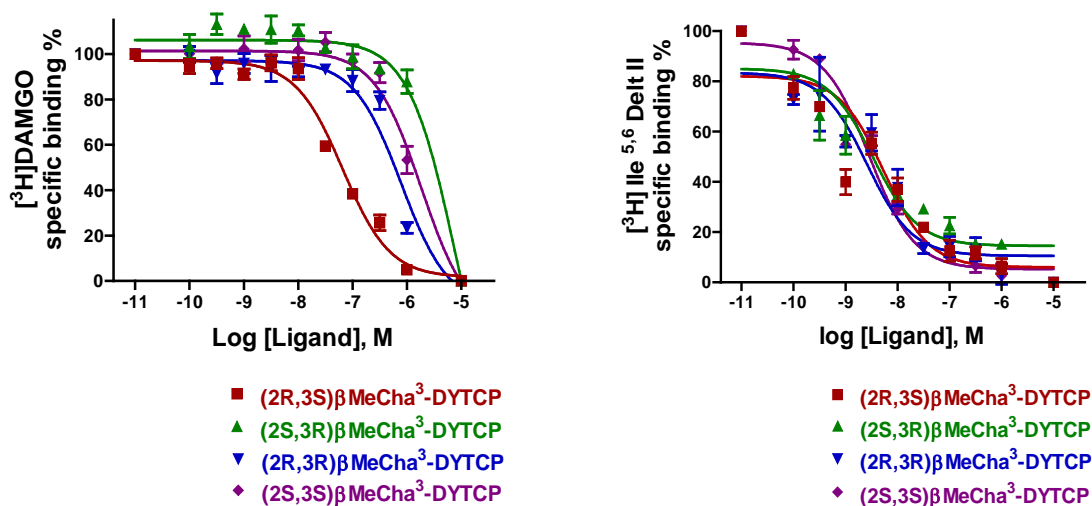 [³H]DAMGO
specific binding %
100
80
60
40
20
0
-11 -10 -9 -8 -7 -6 -5
Log [Ligand], M
(2R,3S)βMeCha³-DYTCP
(2S,3R)βMeCha³-DYTCP
(2R,3R)βMeCha³-DYTCP
(2S,3S)βMeCha³-DYTCP
[³H] Ile ⁵,⁶ Delt II
specific binding %
100
80
60
40
20
0
-11 -10 -9 -8 -7 -6 -5
log [Ligand], M
(2R,3S)βMeCha³-DYTCP
(2S,3R)βMeCha³-DYTCP
(2R,3R)βMeCha³-DYTCP
(2S,3S)βMeCha³-DYTCP